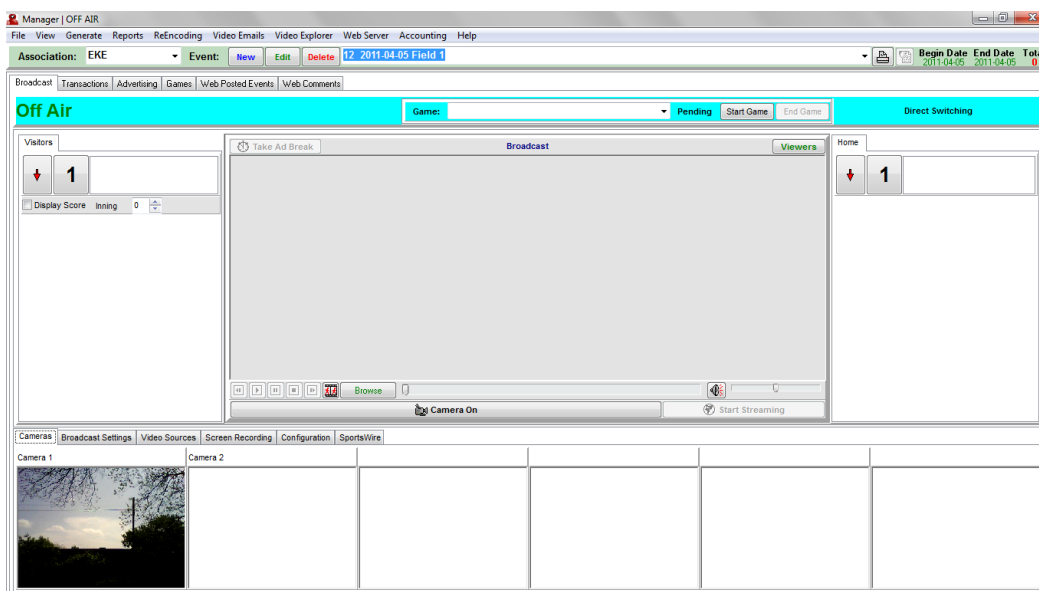 Manager | OFF AIR
File View Generate Reports ReEncoding Video Emails Video Explorer Web Server Accounting Help
Association: EKE Event: New Edit Delete 12 2011-04-05 Field 1 Begin Date End Date Tota
2011-04-05 2011-04-05 0
Broadcast Transactions Advertising Games Web Posted Events Web Comments
Off Air Game: Pending Start Game End Game Direct Switching
Visitors Take Ad Break Broadcast Viewers Home
1 1
Display Score Inning 0
Browse
Camera On Start Streaming
Cameras Broadcast Settings Video Sources Screen Recording Configuration SportsWire
Camera 1 Camera 2